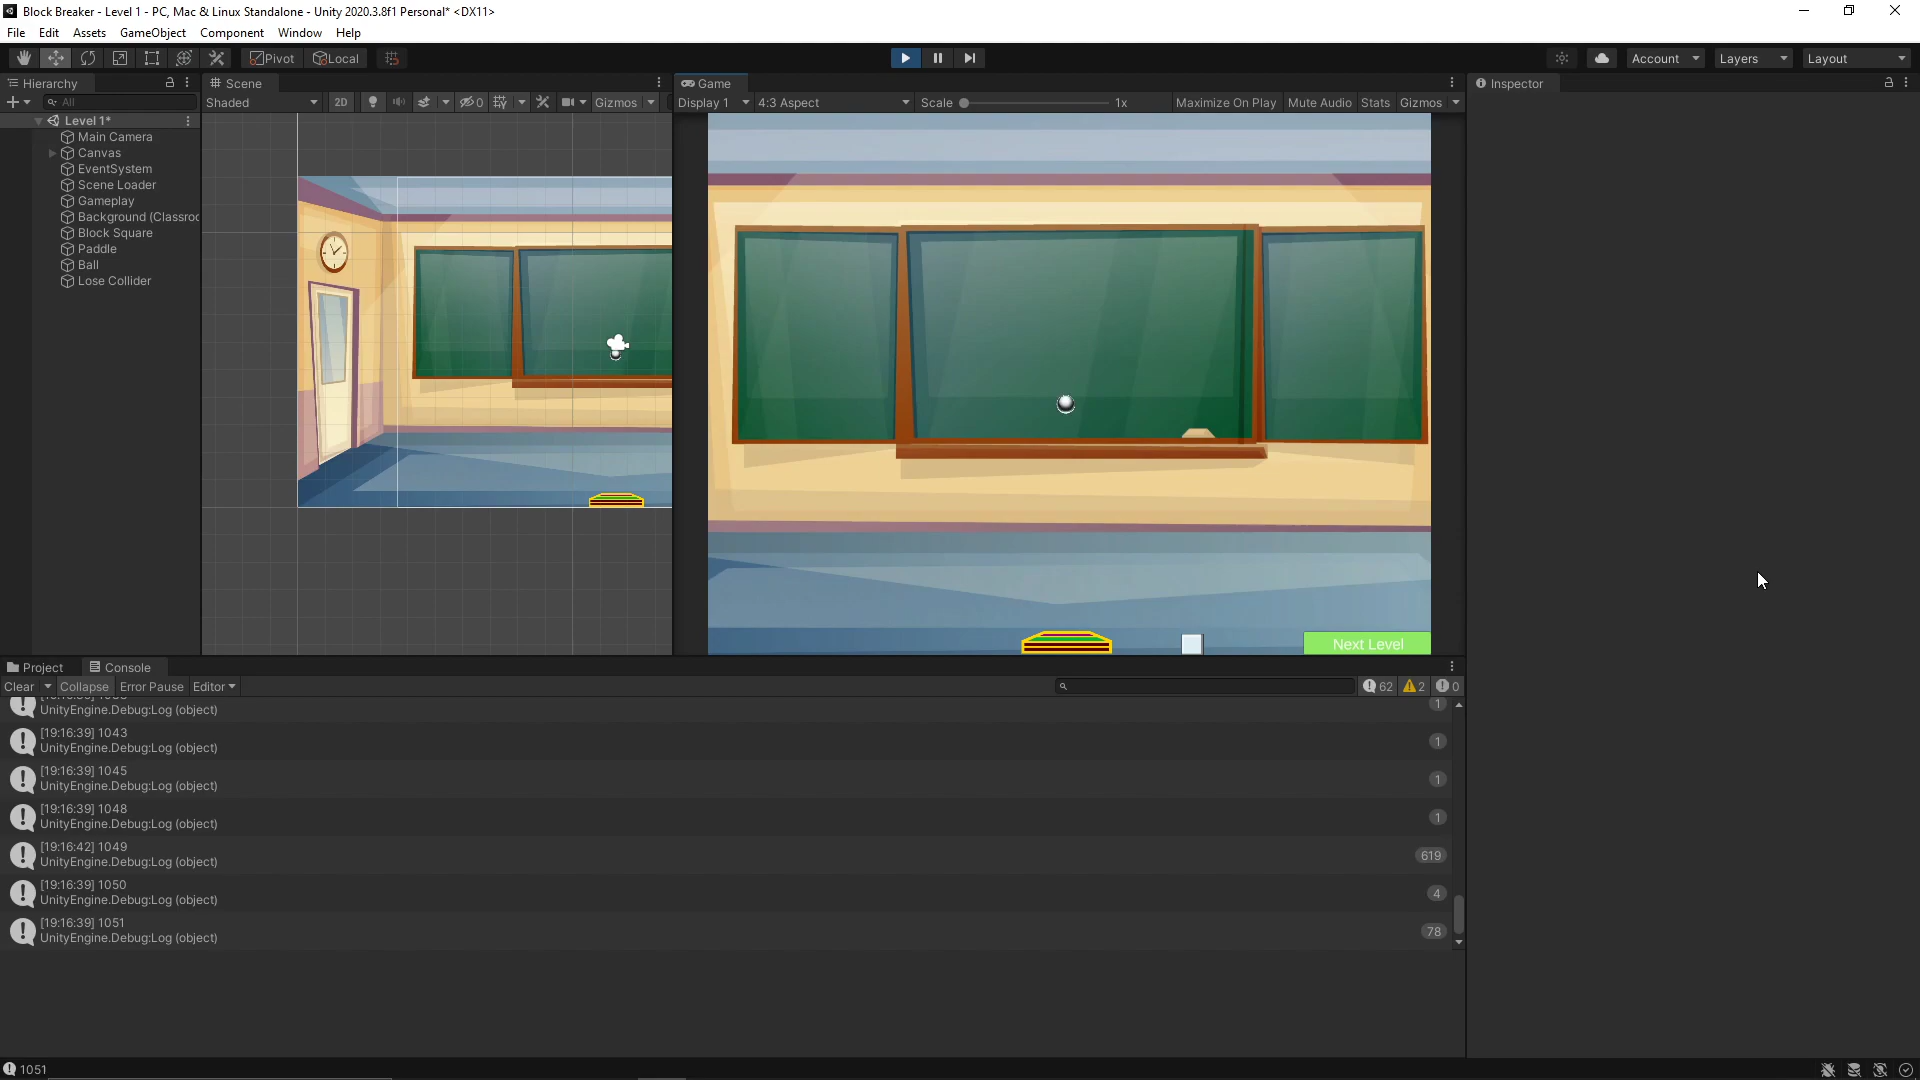 Block Breaker - Level 1 - PC, Mac & Linux Standalone - Unity 2020.3.8f1 Personal* <DX11>
File Edit Assets GameObject Component Window Help
Pivot Local Account Layers Layout
Hierarchy
Scene
Game
Inspector
All
Shaded 2D 0 Gizmos
Display 1 4:3 Aspect Scale 1x Maximize On Play Mute Audio Stats Gizmos
Level 1*
Main Camera
Canvas
EventSystem
Scene Loader
Gameplay
Background (Classroo
Block Square
Paddle
Ball
Lose Collider
Next Level
Project Console
Clear Collapse Error Pause Editor 62 2 0
UnityEngine.Debug:Log (object) 1
[19:16:39] 1043
UnityEngine.Debug:Log (object) 1
[19:16:39] 1045
UnityEngine.Debug:Log (object) 1
[19:16:39] 1048
UnityEngine.Debug:Log (object) 1
[19:16:42] 1049
UnityEngine.Debug:Log (object) 619
[19:16:39] 1050
UnityEngine.Debug:Log (object) 4
[19:16:39] 1051
UnityEngine.Debug:Log (object) 78
1051